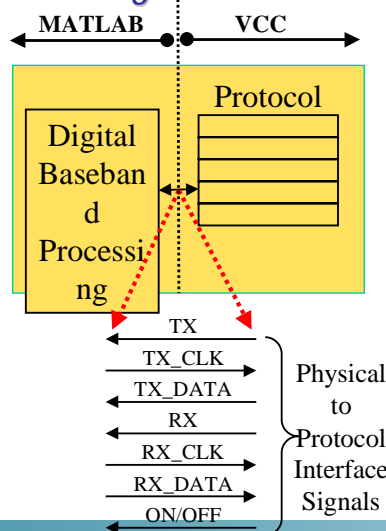 MATLAB VCC
Protocol
Digital
Baseban
d
Processi
ng
TX
TX_CLK
TX_DATA
RX
RX_CLK
RX_DATA
ON/OFF
Physical
to
Protocol
Interface
Signals